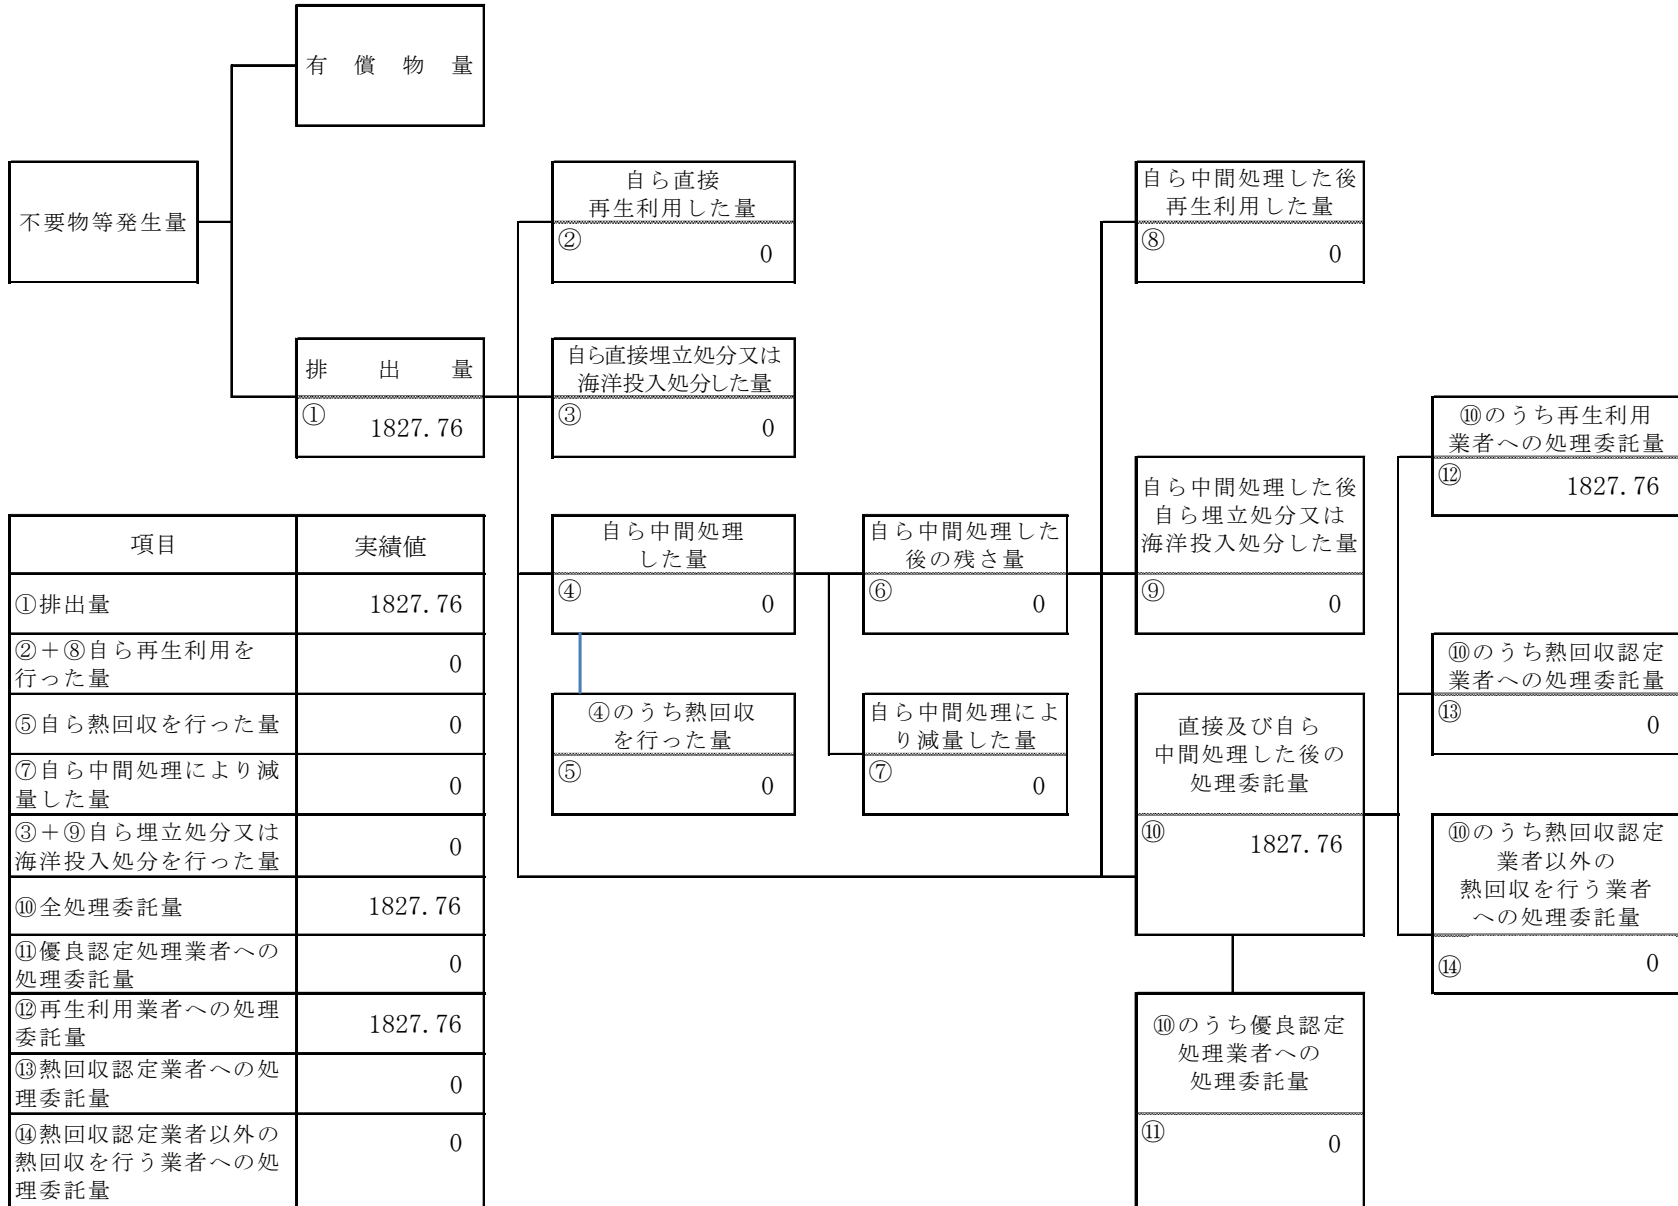 有償物量
不要物等発生量
自ら直接
再生利用した量
②
0
自ら中間処理した後
再生利用した量
⑧
0
排出量
①
1827.76
自ら直接埋立処分又は
海洋投入処分した量
③
0
⑩のうち再生利用
業者への処理委託量
⑫
1827.76
自ら中間処理した後
自ら埋立処分又は
海洋投入処分した量
⑨
0
自ら中間処理
した量
④
0
自ら中間処理した
後の残さ量
⑥
0
⑩のうち熱回収認定
業者への処理委託量
⑬
0
④のうち熱回収
を行った量
⑤
0
自ら中間処理によ
り減量した量
⑦
0
直接及び自ら
中間処理した後の
処理委託量
⑩
1827.76
⑩のうち熱回収認定
業者以外の
熱回収を行う業者
への処理委託量
⑭
0
⑩のうち優良認定
処理業者への
処理委託量
⑪
0
項目 実績値
①排出量 1827.76
②+⑧自ら再生利用を
行った量
0
⑤自ら熱回収を行った量 0
⑦自ら中間処理により減
量した量
0
③+⑨自ら埋立処分又は
海洋投入処分を行った量
0
⑩全処理委託量 1827.76
⑪優良認定処理業者への
処理委託量
0
⑫再生利用業者への処理
委託量
1827.76
⑬熱回収認定業者への処
理委託量
0
⑭熱回収認定業者以外の
熱回収を行う業者への処
理委託量
0